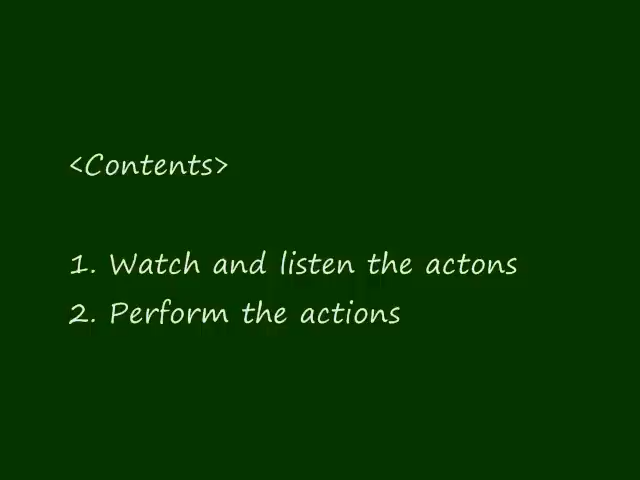 <Contents>
1. Watch and listen the actons
2. Perform the actions